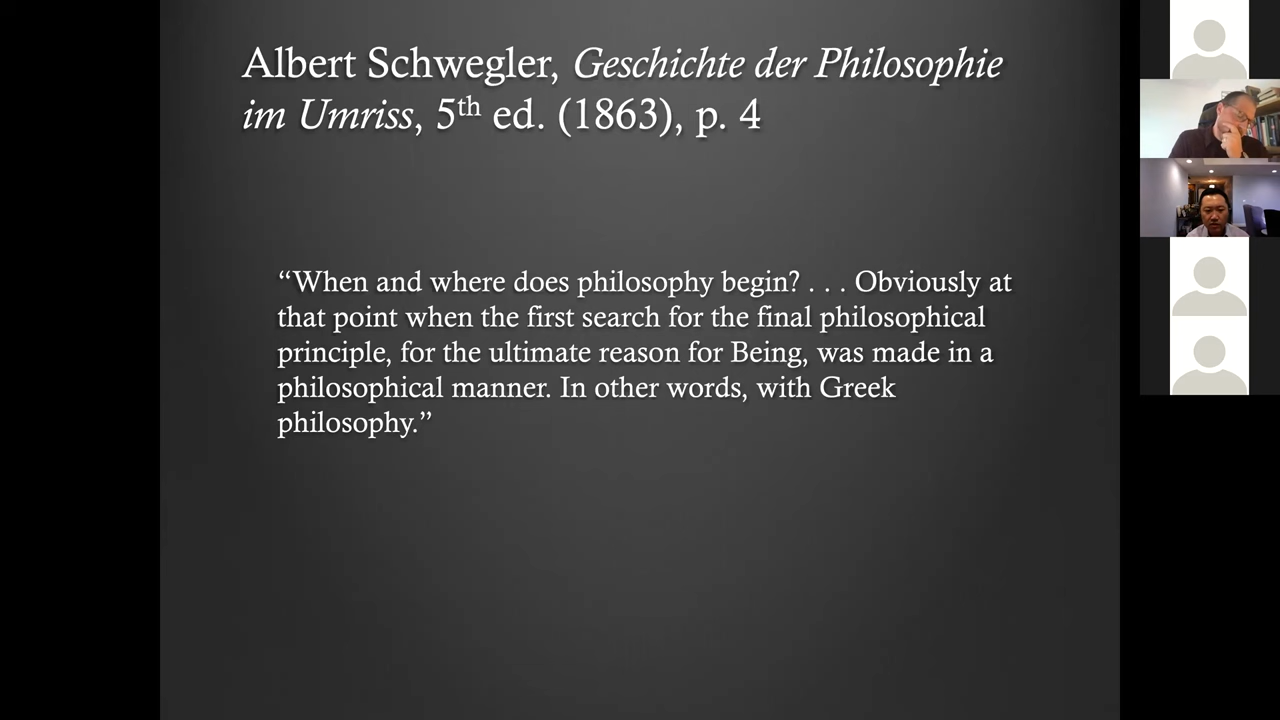 Albert Schwegler, Geschichte der Philosophie
im Umriss, 5th ed. (1863), p. 4
“When and where does philosophy begin? . . . Obviously at
that point when the first search for the final philosophical
principle, for the ultimate reason for Being, was made in a
philosophical manner. In other words, with Greek
philosophy.”